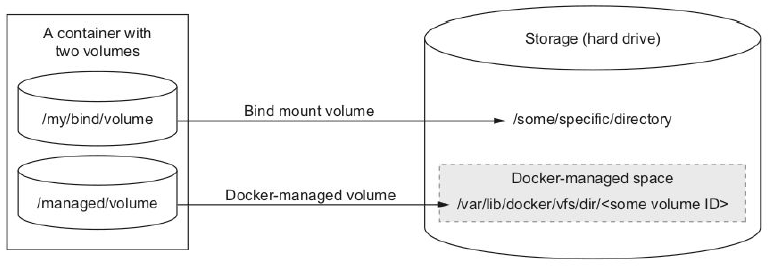 A container with
two volumes
Storage (hard drive)
/my/bind/volume
Bind mount volume
/some/specific/directory
Docker-managed space
/managed/volume
Docker-managed volume
/var/lib/docker/vfs/dir/<some volume ID>